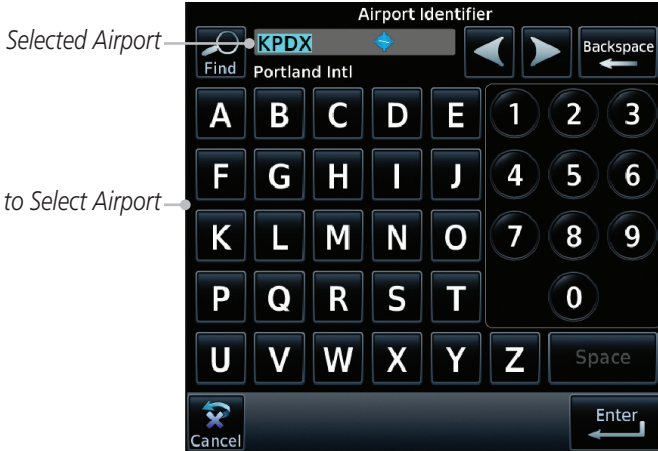 Airport Identifier
Selected Airport
KPDX
Find
Portland Intl
Backspace
A B C D E 1 2 3
F G H I J 4 5 6
to Select Airport
K L M N O 7 8 9
P Q R S T 0
U V W X Y Z Space
Cancel
Enter